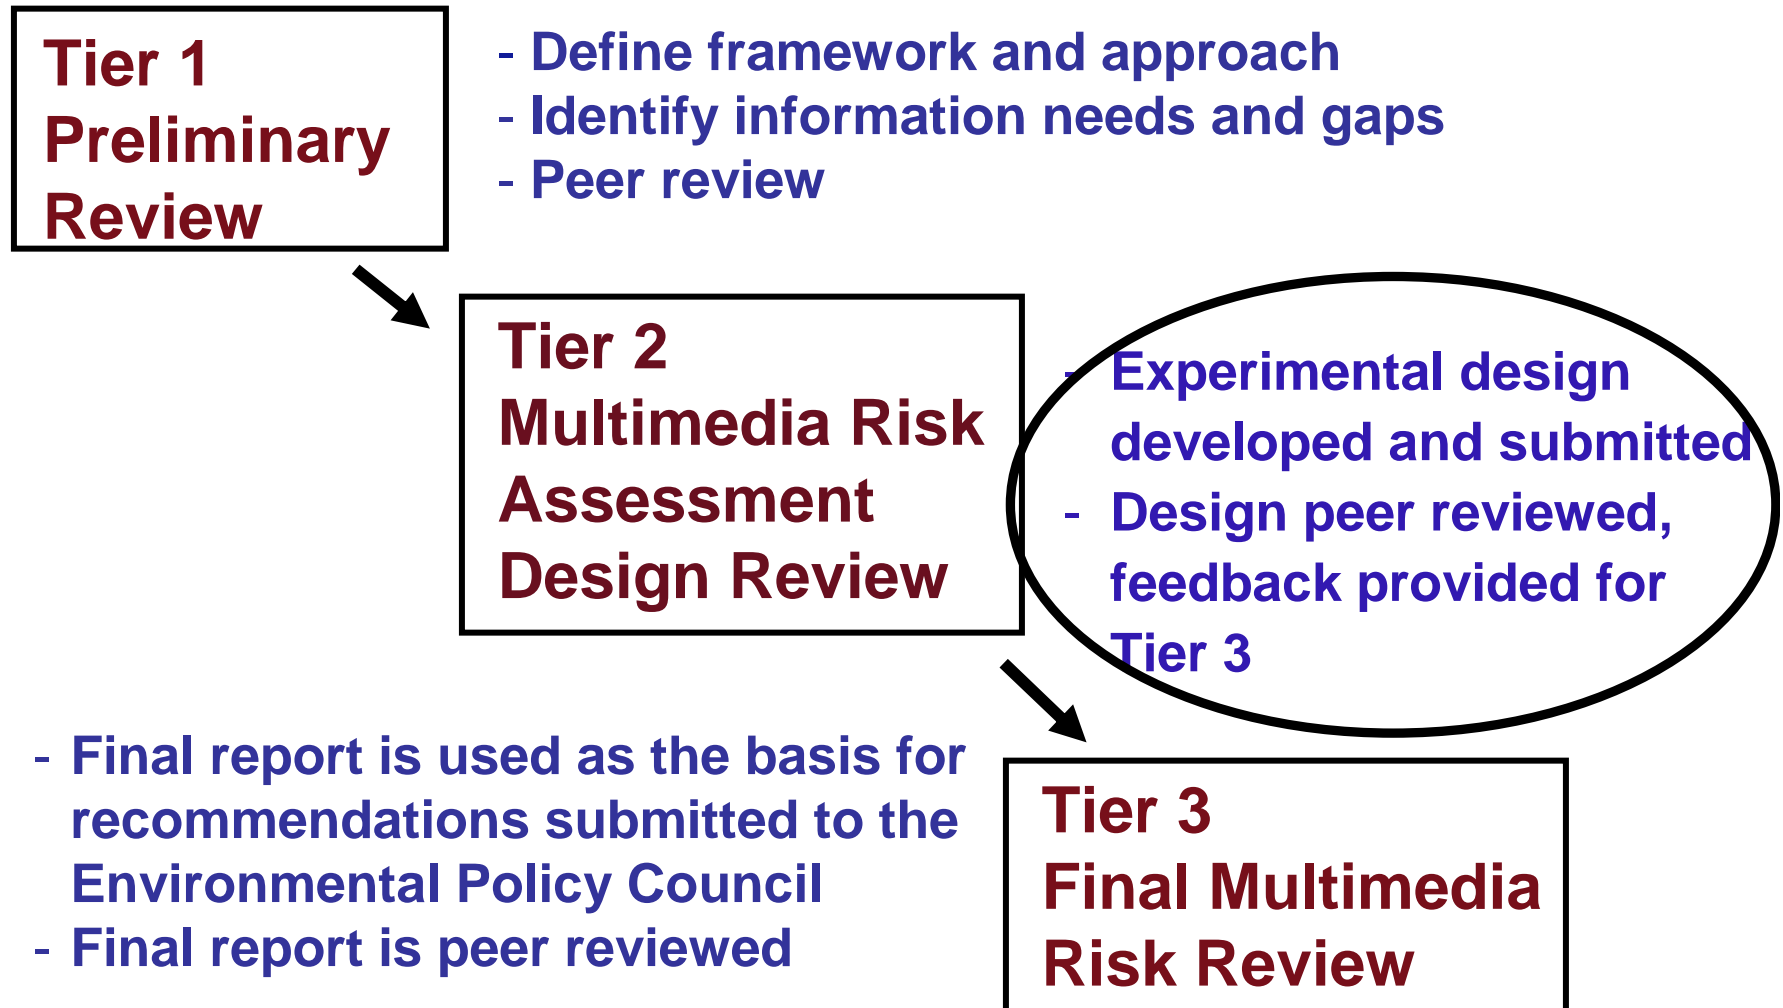 Tier 1
Preliminary
Review
- Define framework and approach
- Identify information needs and gaps
- Peer review
Tier 2
Multimedia Risk
Assessment
Design Review
- Experimental design
developed and submitted
- Design peer reviewed,
feedback provided for
Tier 3
- Final report is used as the basis for
recommendations submitted to the
Environmental Policy Council
- Final report is peer reviewed
Tier 3
Final Multimedia
Risk Review